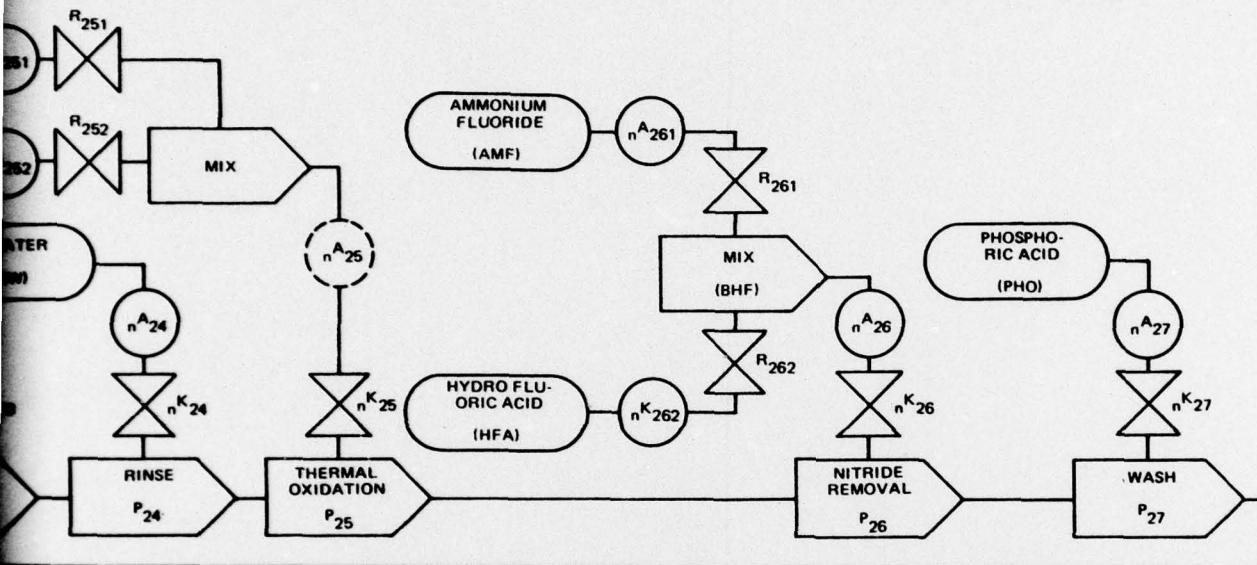 R251
R252
MIX
nA25
nA24
nK24
nK25
RINSE
P24
THERMAL
OXIDATION
P25
AMMONIUM
FLUORIDE
(AMF)
nA261
R261
MIX
(BHF)
R262
HYDRO FLU-
ORIC ACID
(HFA)
nK262
nA26
nK26
NITRIDE
REMOVAL
P26
PHOSPHO-
RIC ACID
(PHO)
nA27
nK27
WASH
P27